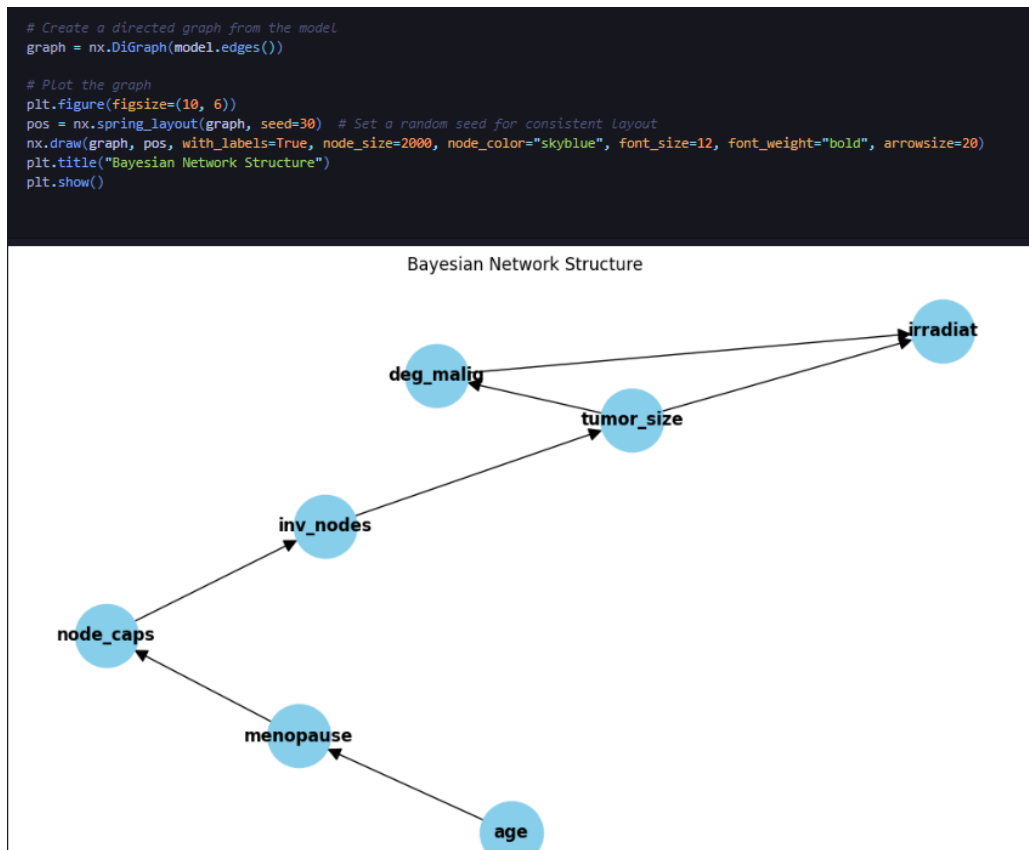 # Create a directed graph from the model
graph = nx.DiGraph(model.edges())
# Plot the graph
plt.figure(figsize=(10, 6))
pos = nx.spring_layout(graph, seed=30)  # Set a random seed for consistent layout
nx.draw(graph, pos, with_labels=True, node_size=2000, node_color="skyblue", font_size=12, font_weight="bold", arrowsize=20)
plt.title("Bayesian Network Structure")
plt.show()
Bayesian Network Structure
irradiat
deg_malig
tumor_size
inv_nodes
node_caps
menopause
age